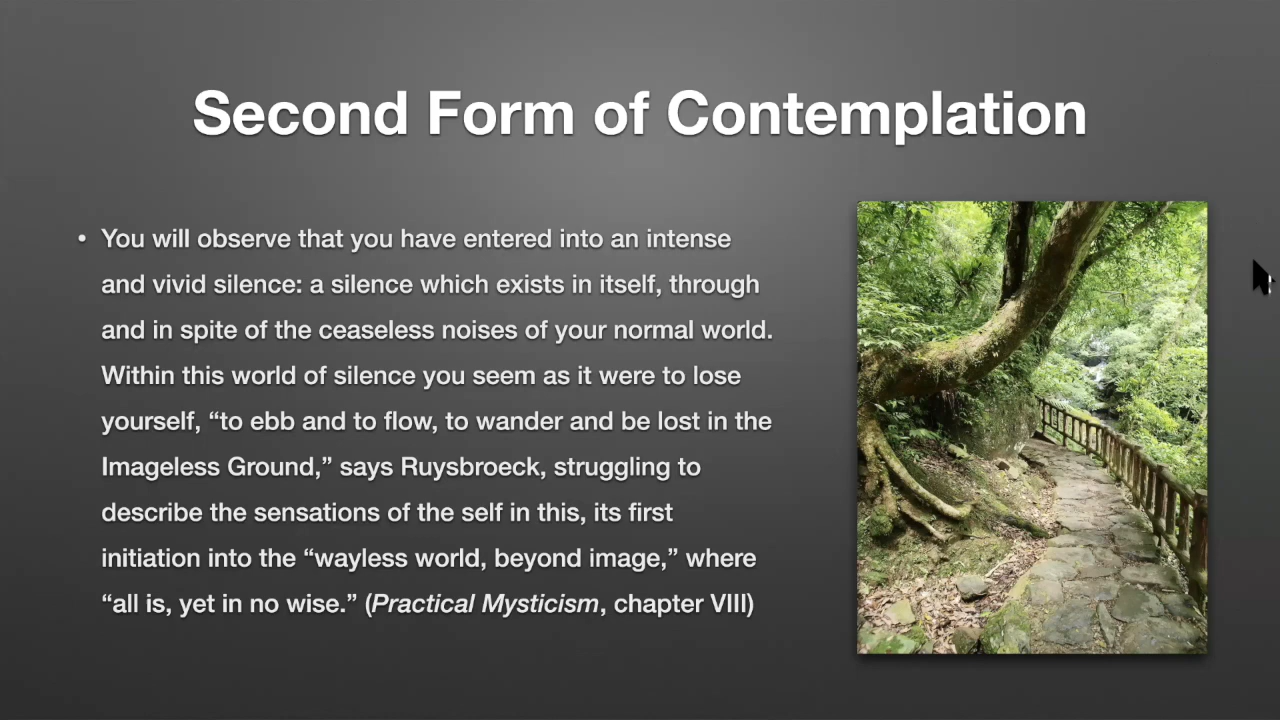 Second Form of Contemplation
• You will observe that you have entered into an intense
and vivid silence: a silence which exists in itself, through
and in spite of the ceaseless noises of your normal world.
Within this world of silence you seem as it were to lose
yourself, “to ebb and to flow, to wander and be lost in the
Imageless Ground,” says Ruysbroeck, struggling to
describe the sensations of the self in this, its first
initiation into the “wayless world, beyond image,” where
“all is, yet in no wise.” (Practical Mysticism, chapter VIII)